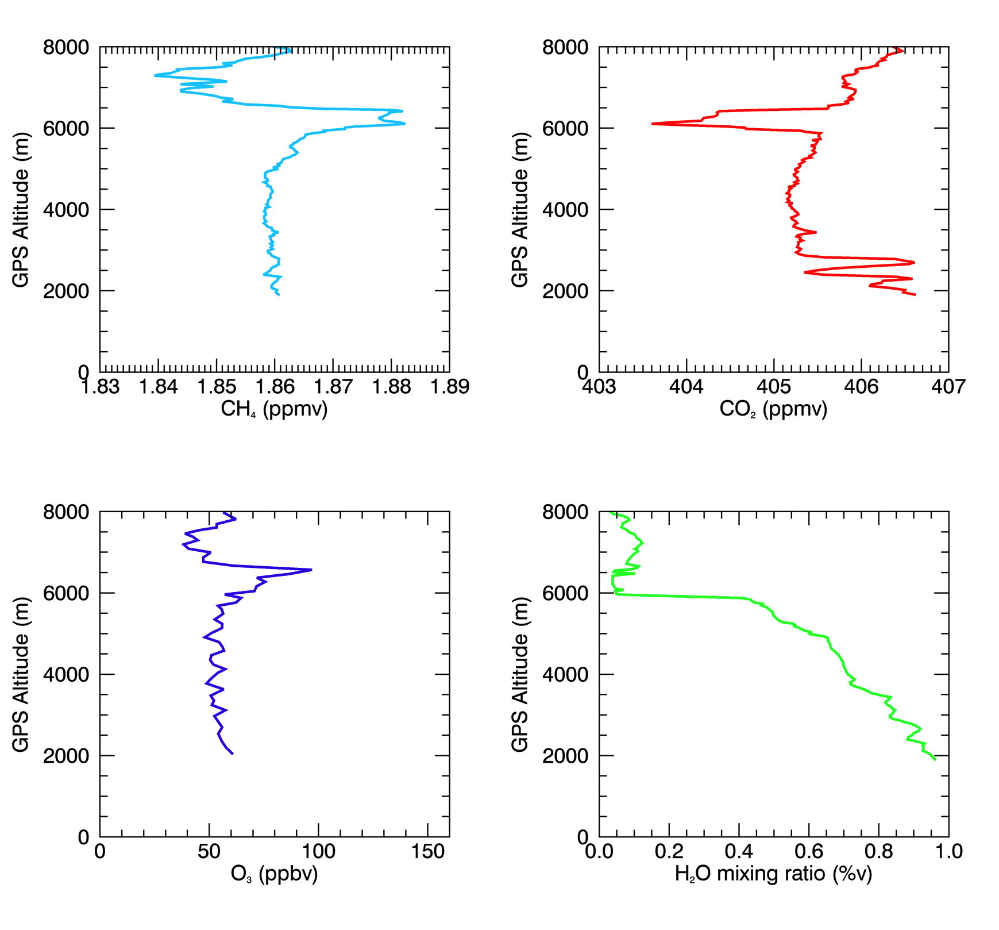 8000
6000
4000
2000
0
GPS Altitude (m)
1.83 1.84 1.85 1.86 1.87 1.88 1.89
CH₄ (ppmv)
8000
6000
4000
2000
0
GPS Altitude (m)
403 404 405 406 407
CO₂ (ppmv)
8000
6000
4000
2000
0
GPS Altitude (m)
0 50 100 150
O₃ (ppbv)
8000
6000
4000
2000
0
GPS Altitude (m)
0.0 0.2 0.4 0.6 0.8 1.0
H₂O mixing ratio (%v)